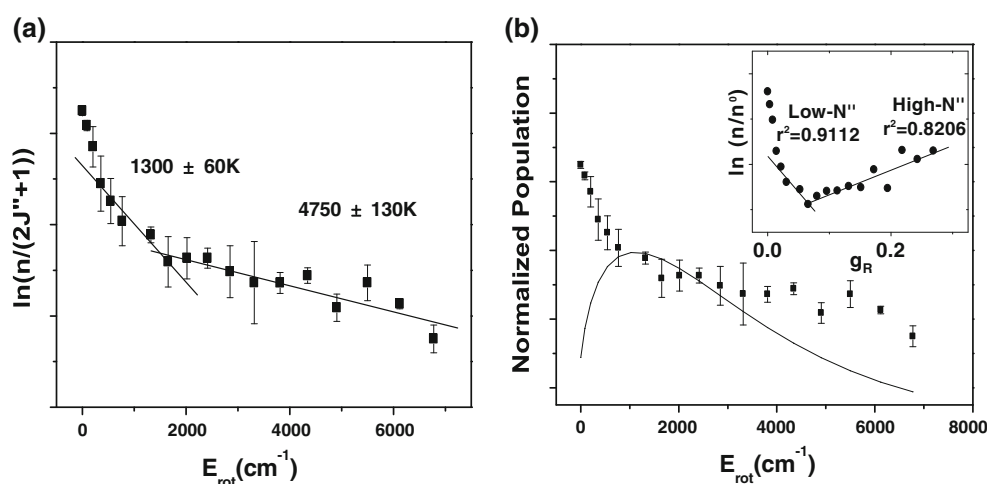 (a)
ln(n/(2J"+1))
1300 ± 60K
4750 ± 130K
0 2000 4000 6000
E_rot(cm⁻¹)
(b)
Normalized Population
ln (n/n⁰)
Low-N" High-N"
r²=0.9112 r²=0.8206
0.0 0.2
g_R
0 2000 4000 6000 8000
E_rot(cm⁻¹)